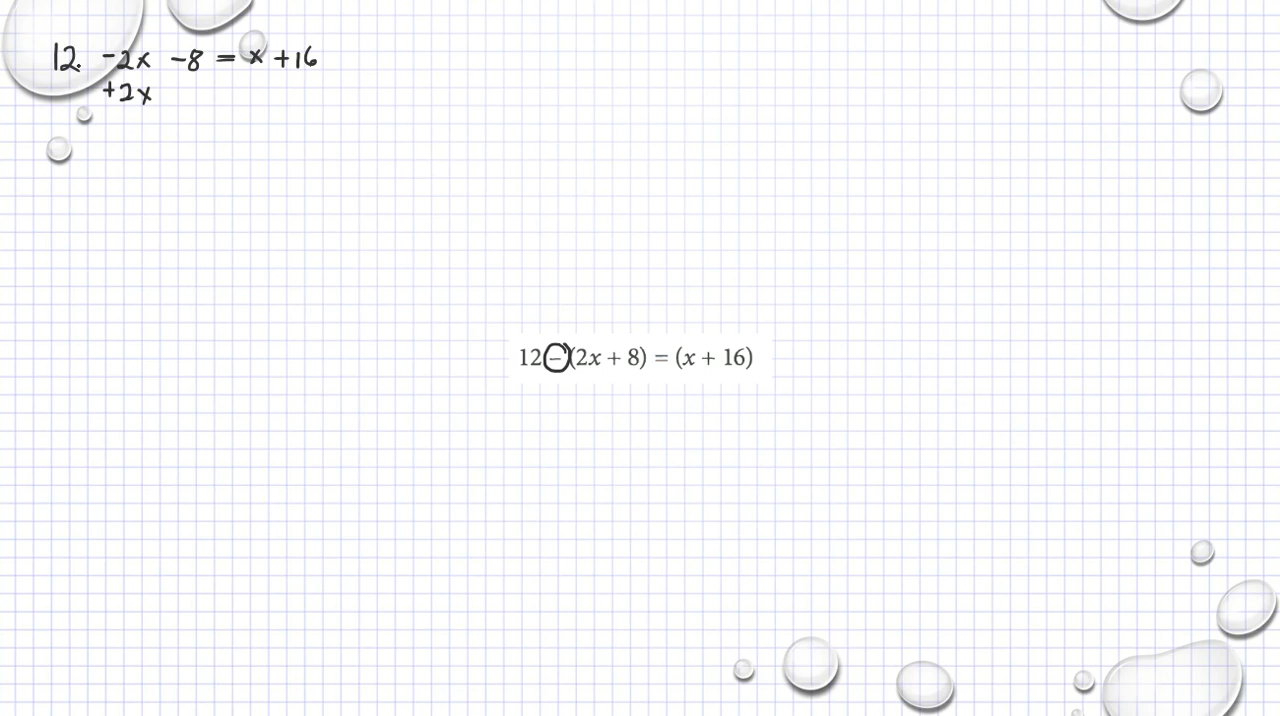 12. -2x -8 = x +16
+2x
12 − (2x + 8) = (x + 16)